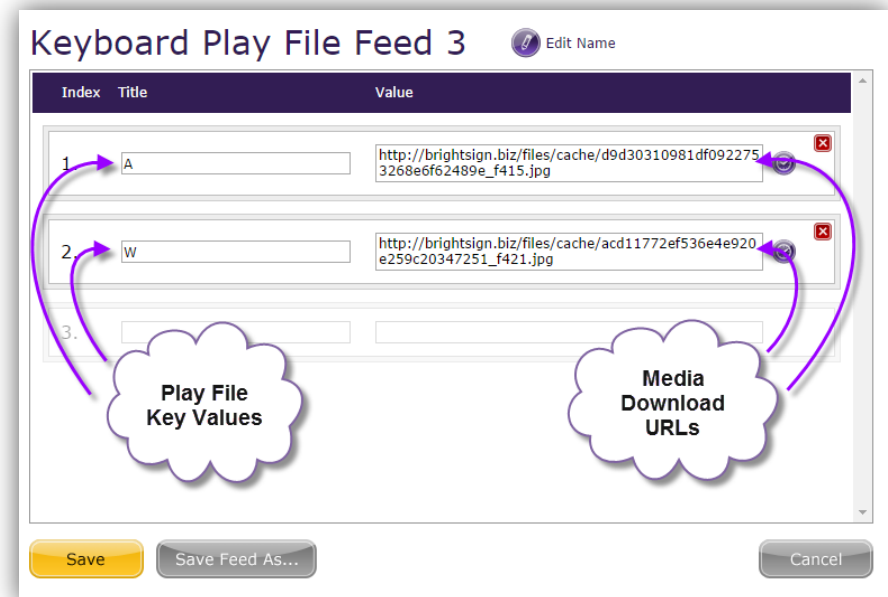 Keyboard Play File Feed 3
Edit Name
Index Title Value
1. A
http://brightsign.biz/files/cache/d9d30310981df092275
3268e6f62489e_f415.jpg
2. W
http://brightsign.biz/files/cache/acd11772ef536e4e920
e259c20347251_f421.jpg
3.
Play File
Key Values
Media
Download
URLs
Save
Save Feed As...
Cancel